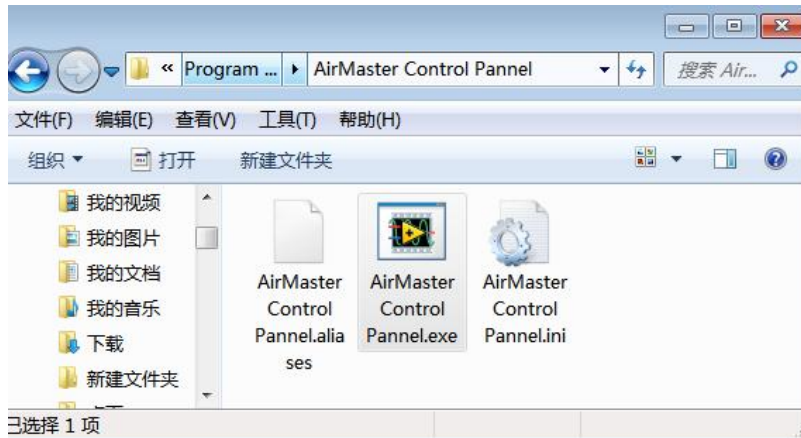 « Program ... ▸ AirMaster Control Pannel
搜索 Air...
文件(F) 编辑(E) 查看(V) 工具(T) 帮助(H)
组织 打开 新建文件夹
我的视频
我的图片
我的文档
我的音乐
下载
新建文件夹
AirMaster
Control
Pannel.alia
ses
AirMaster
Control
Pannel.exe
AirMaster
Control
Pannel.ini
已选择 1 项